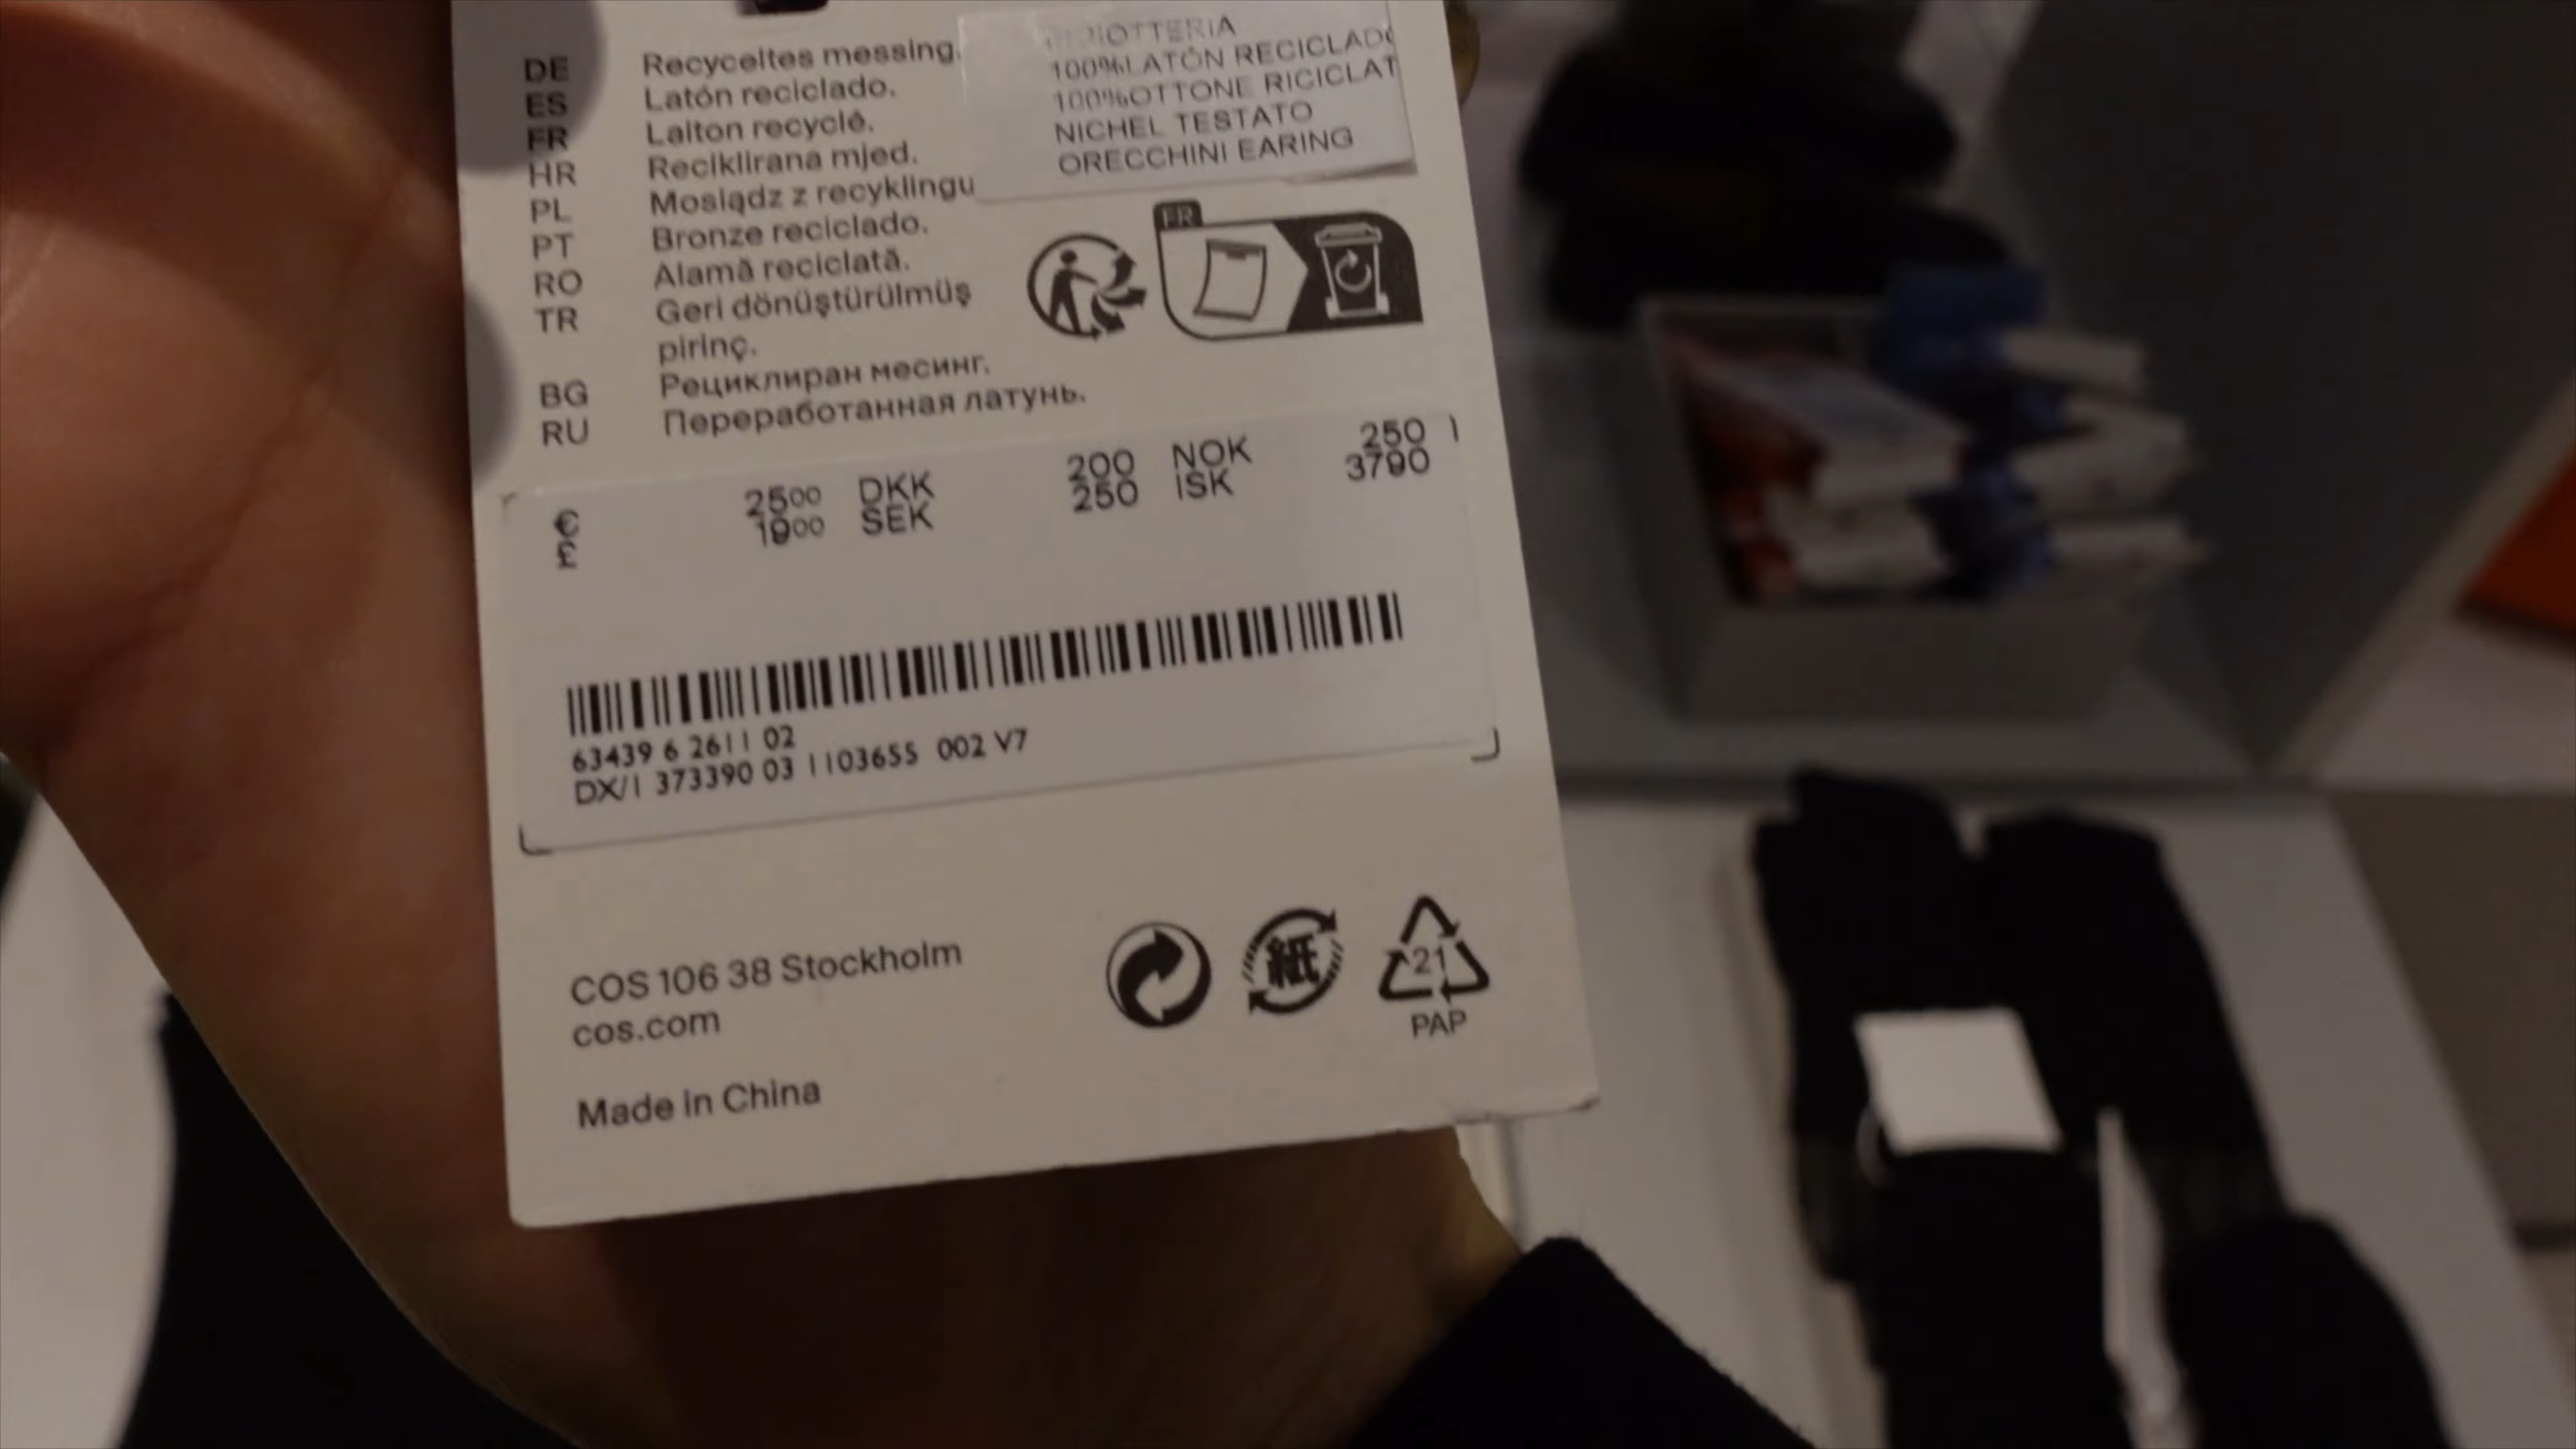 DE Recyceltes messing.
ES Latón reciclado.
FR Laiton recyclé.
HR Reciklirana mjed.
PL Mosiądz z recyklingu
PT Bronze reciclado.
RO Alamă reciclată.
TR Geri dönüştürülmüş
pirinç.
BG Рециклиран месинг.
RU Переработанная латунь.
100%LATÓN RECICLADO
100%OTTONE RICICLAT
NICHEL TESTATO
ORECCHINI EARING
FR
€ 2500 DKK 200 NOK 250
£ 1900 SEK 250 ISK 3790
63439 6 2611 02
DX/1 373390 03 1103655 002 V7
COS 106 38 Stockholm
cos.com
Made in China
紙
21
PAP